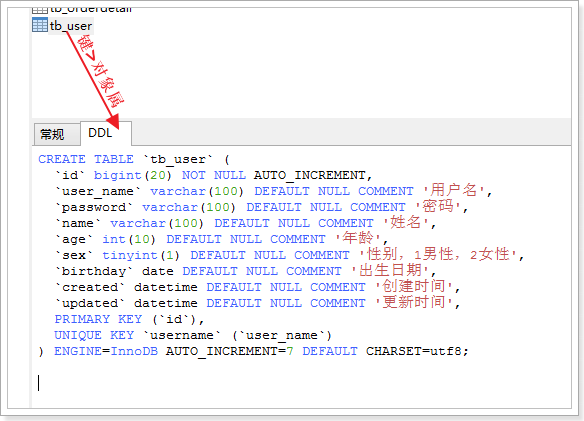 tb_orderdetail
tb_user
键>对象属
常规
DDL
CREATE TABLE `tb_user` (
`id` bigint(20) NOT NULL AUTO_INCREMENT,
`user_name` varchar(100) DEFAULT NULL COMMENT '用户名',
`password` varchar(100) DEFAULT NULL COMMENT '密码',
`name` varchar(100) DEFAULT NULL COMMENT '姓名',
`age` int(10) DEFAULT NULL COMMENT '年龄',
`sex` tinyint(1) DEFAULT NULL COMMENT '性别，1男性，2女性',
`birthday` date DEFAULT NULL COMMENT '出生日期',
`created` datetime DEFAULT NULL COMMENT '创建时间',
`updated` datetime DEFAULT NULL COMMENT '更新时间',
PRIMARY KEY (`id`),
UNIQUE KEY `username` (`user_name`)
) ENGINE=InnoDB AUTO_INCREMENT=7 DEFAULT CHARSET=utf8;